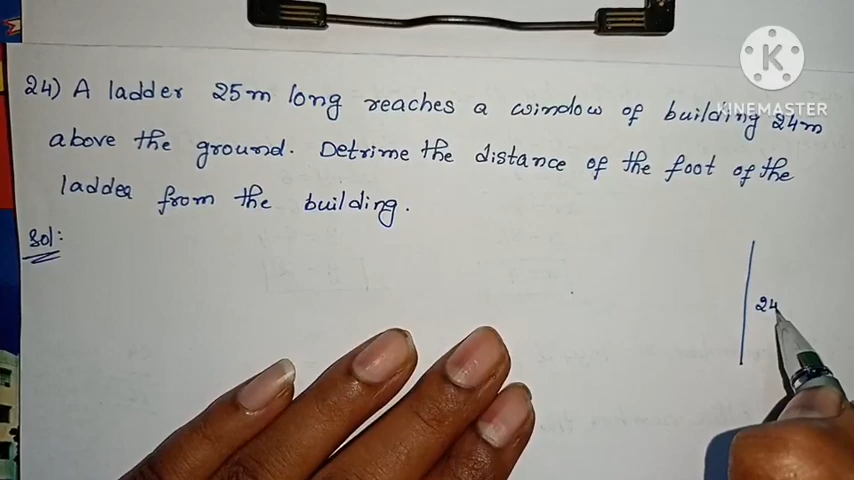 KINEMASTER
24) A ladder 25m long reaches a window of building 24m
above the ground. Detrime the distance of the foot of the
ladder from the building.
Sol:
24